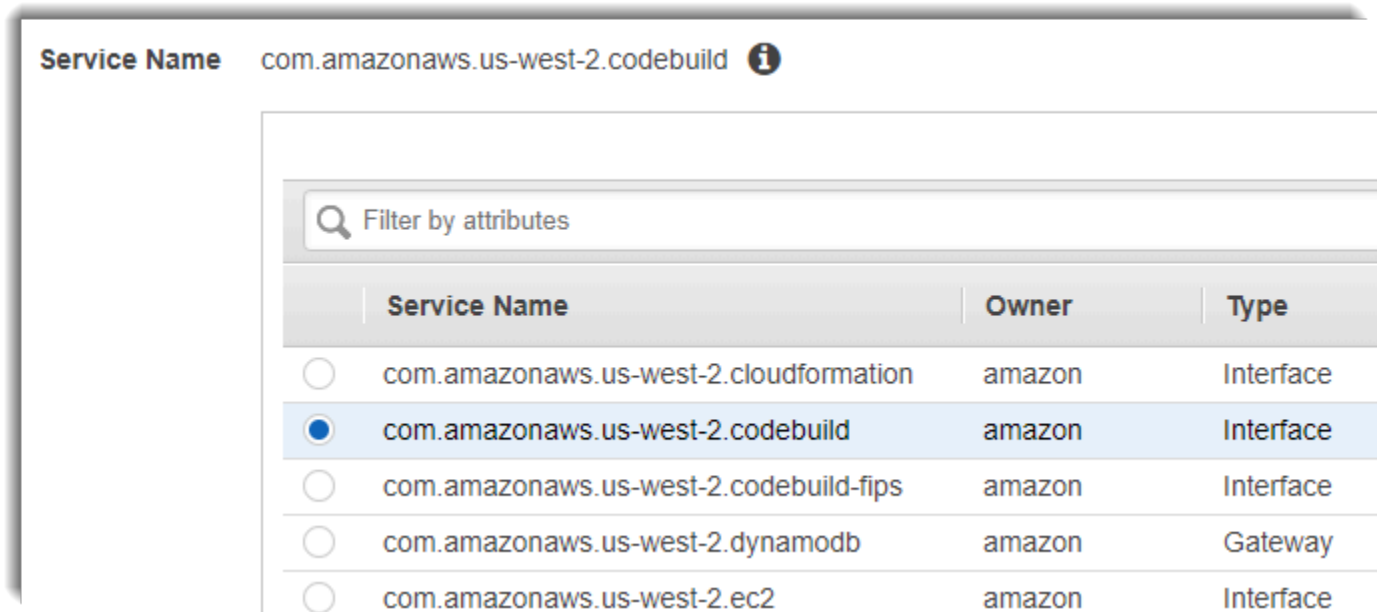 Service Name com.amazonaws.us-west-2.codebuild
Filter by attributes
Service Name Owner Type
com.amazonaws.us-west-2.cloudformation amazon Interface
com.amazonaws.us-west-2.codebuild amazon Interface
com.amazonaws.us-west-2.codebuild-fips amazon Interface
com.amazonaws.us-west-2.dynamodb amazon Gateway
com.amazonaws.us-west-2.ec2 amazon Interface